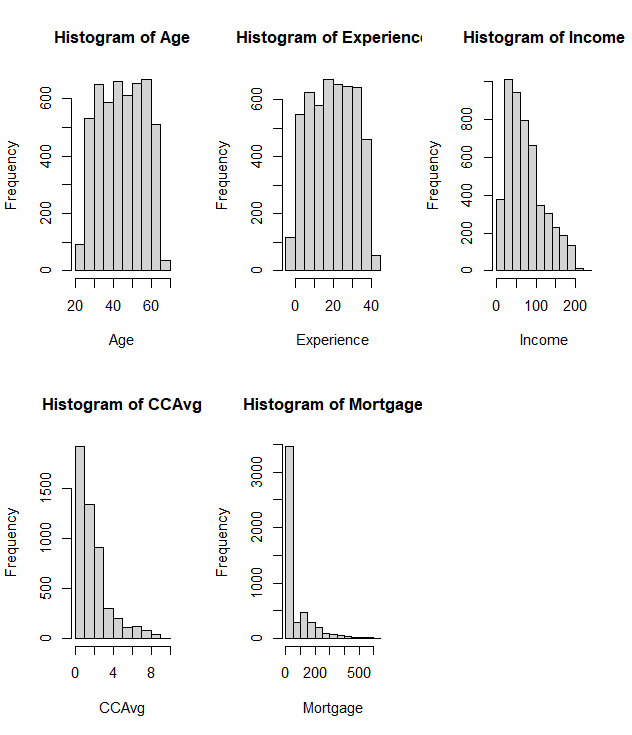 Histogram of Age
Frequency
0
200
400
600
20
40
60
Age
Histogram of Experienc
Frequency
0
200
400
600
0
20
40
Experience
Histogram of Income
Frequency
0
200
400
600
800
0
100
200
Income
Histogram of CCAvg
Frequency
0
500
1000
1500
0
4
8
CCAvg
Histogram of Mortgage
Frequency
0
1000
2000
3000
0
200
500
Mortgage